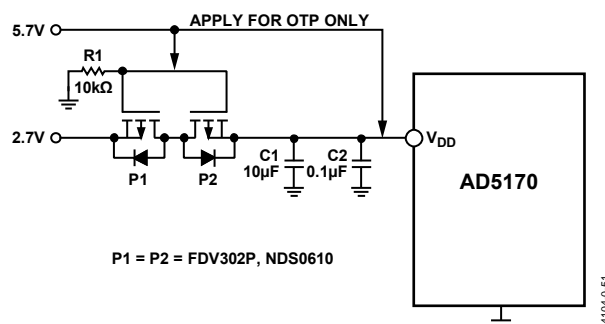 5.7V
APPLY FOR OTP ONLY
R1
10kΩ
2.7V
P1
P2
C1
10µF
C2
0.1µF
VDD
AD5170
P1 = P2 = FDV302P, NDS0610